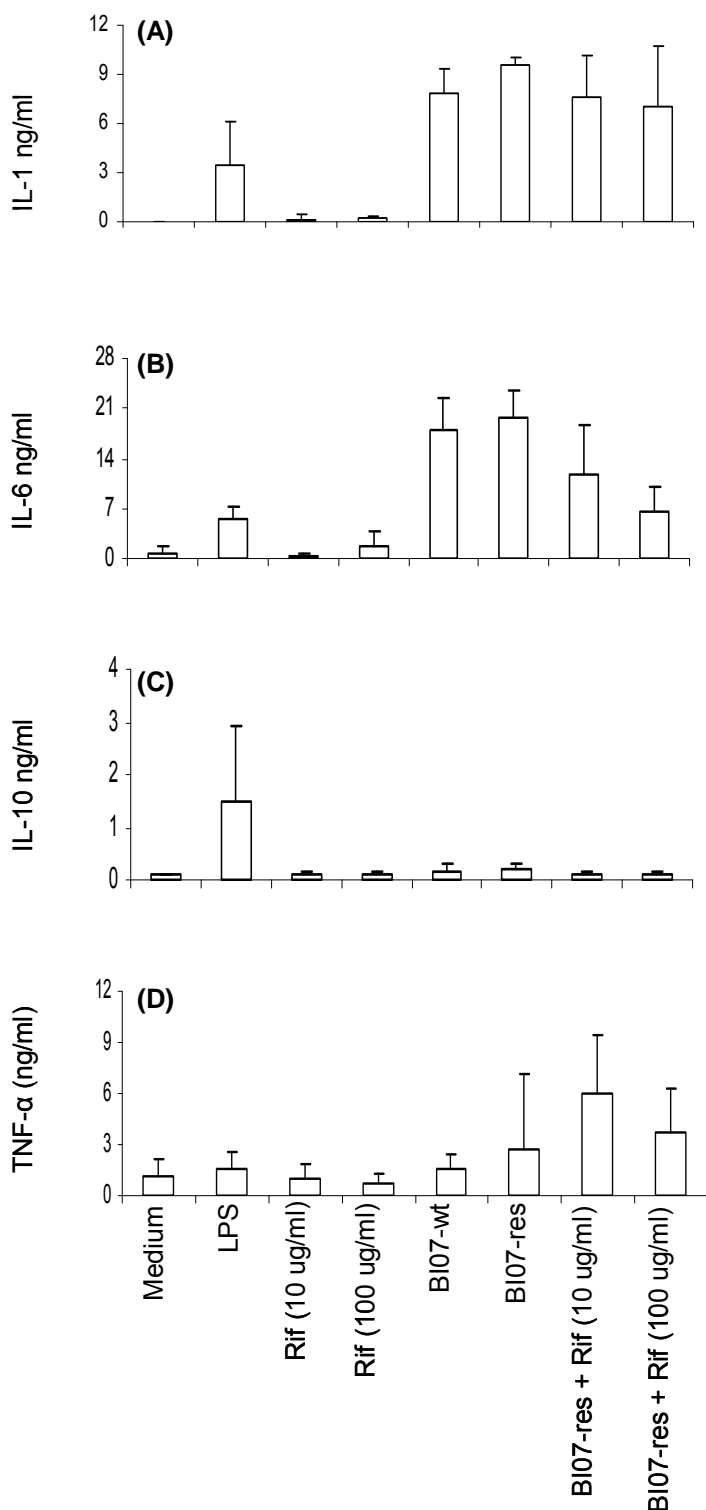 (A)
IL-1 ng/ml
12
9
6
3
0
(B)
IL-6 ng/ml
28
21
14
7
0
(C)
IL-10 ng/ml
4
3
2
1
0
(D)
TNF-α (ng/ml)
12
9
6
3
0
Medium
LPS
Rif (10 ug/ml)
Rif (100 ug/ml)
BI07-wt
BI07-res
BI07-res + Rif (10 ug/ml)
BI07-res + Rif (100 ug/ml)